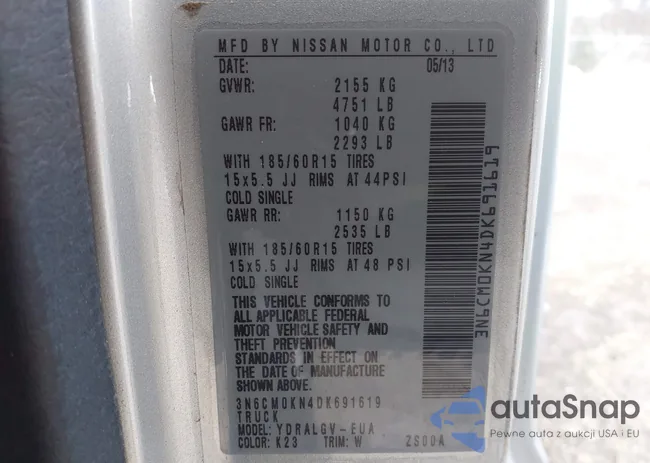 MFD BY NISSAN MOTOR CO., LTD
DATE: 05/13
GVWR: 2155 KG
4751 LB
GAWR FR: 1040 KG
2293 LB
WITH 185/60R15 TIRES
15x5.5 JJ RIMS AT 44PSI
COLD SINGLE
GAWR RR: 1150 KG
2535 LB
WITH 185/60R15 TIRES
15x5.5 JJ RIMS AT 48 PSI
COLD SINGLE
THIS VEHICLE CONFORMS TO
ALL APPLICABLE FEDERAL
MOTOR VEHICLE SAFETY AND
THEFT PREVENTION
STANDARDS IN EFFECT ON
THE DATE OF MANUFACTURE
SHOWN ABOVE.
3N6CM0KN4DK691619
TRUCK
MODEL: YDRALGV-EUA
COLOR: K23 TRIM: W 2S00A
3N6CM0KN4DK691619
autoSnap
Pewne auta z aukcji USA i EU